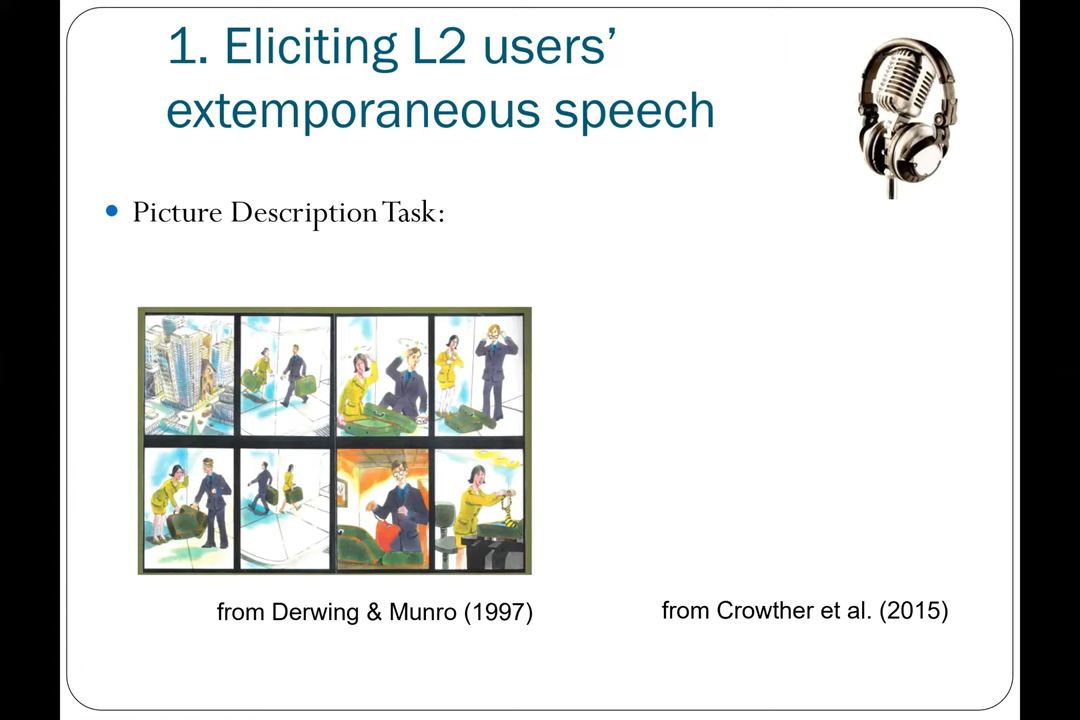 1. Eliciting L2 users’
extemporaneous speech
Picture Description Task:
from Derwing & Munro (1997)
from Crowther et al. (2015)